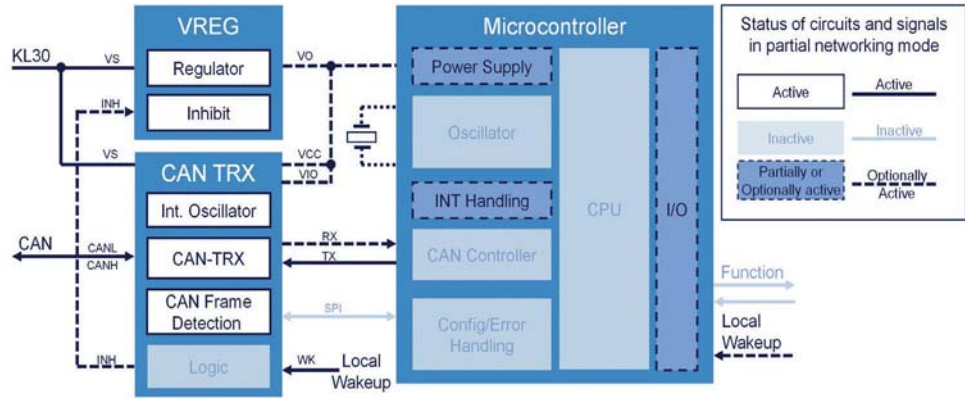 VREG
KL30
VS
Regulator
VO
INH
Inhibit
VS
CAN TRX
VCC
VIO
Int. Oscillator
CAN
CANL
CANH
CAN-TRX
RX
TX
CAN Frame
Detection
SPI
INH
Logic
WK
Local
Wakeup
Microcontroller
Power Supply
Oscillator
INT Handling
CAN Controller
Config/Error
Handling
CPU
I/O
Function
Local
Wakeup
Status of circuits and signals
in partial networking mode
Active
Active
Inactive
Inactive
Partially or
Optionally active
Optionally
Active